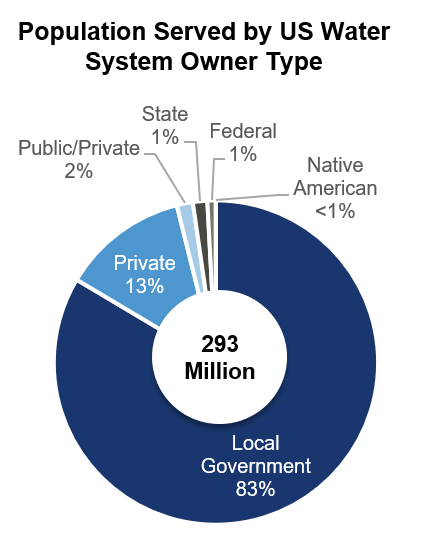 Population Served by US Water
System Owner Type
State
1%
Federal
1%
Public/Private
2%
Native
American
<1%
Private
13%
293
Million
Local
Government
83%